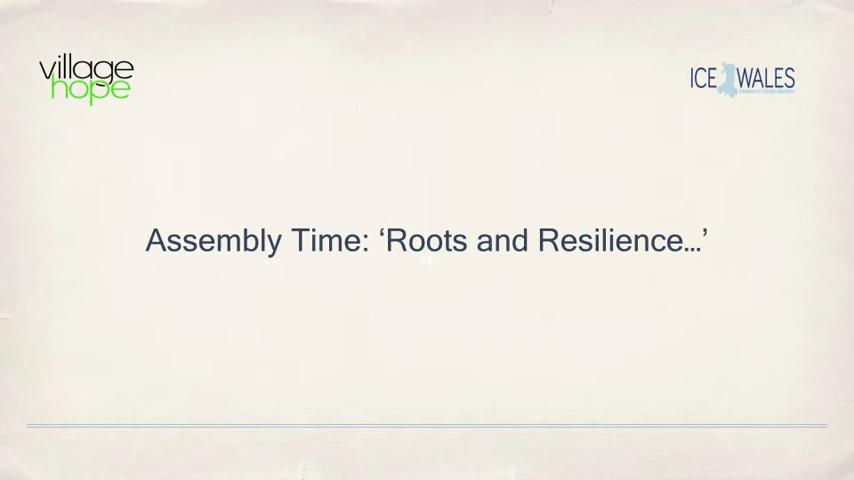 village
hope
ICE WALES
Assembly Time: ‘Roots and Resilience…’